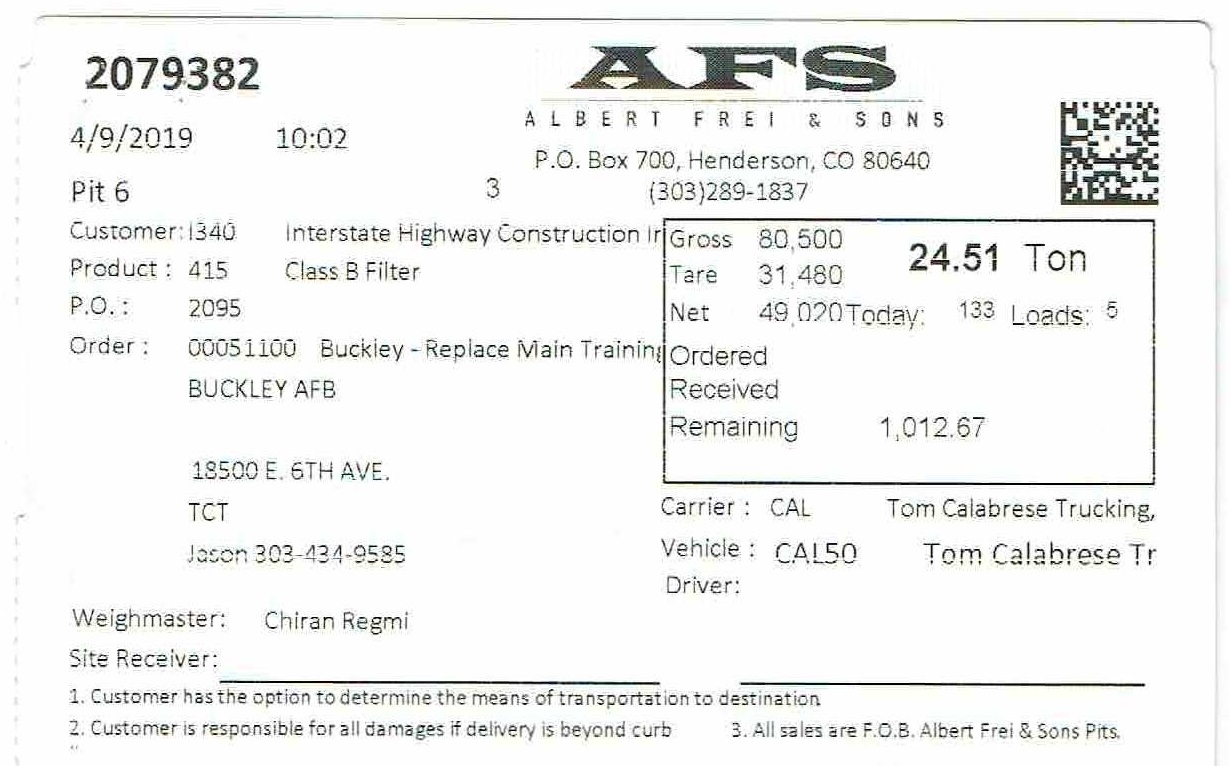 2079382
AFS
ALBERT FREI & SONS
4/9/2019 10:02
P.O. Box 700, Henderson, CO 80640
Pit 6 3 (303)289-1837
Customer: I340 Interstate Highway Construction Ir
Product : 415 Class B Filter
P.O. : 2095
Order : 00051100 Buckley - Replace Main Training
BUCKLEY AFB
18500 E. 6TH AVE.
TCT
Jason 303-434-9585
Gross 80,500 24.51 Ton
Tare 31,480
Net 49,020 Today: 133 Loads: 5
Ordered
Received
Remaining 1,012.67
Carrier : CAL Tom Calabrese Trucking,
Vehicle : CAL50 Tom Calabrese Tr
Driver:
Weighmaster: Chiran Regmi
Site Receiver:
1. Customer has the option to determine the means of transportation to destination
2. Customer is responsible for all damages if delivery is beyond curb 3. All sales are F.O.B. Albert Frei & Sons Pits.